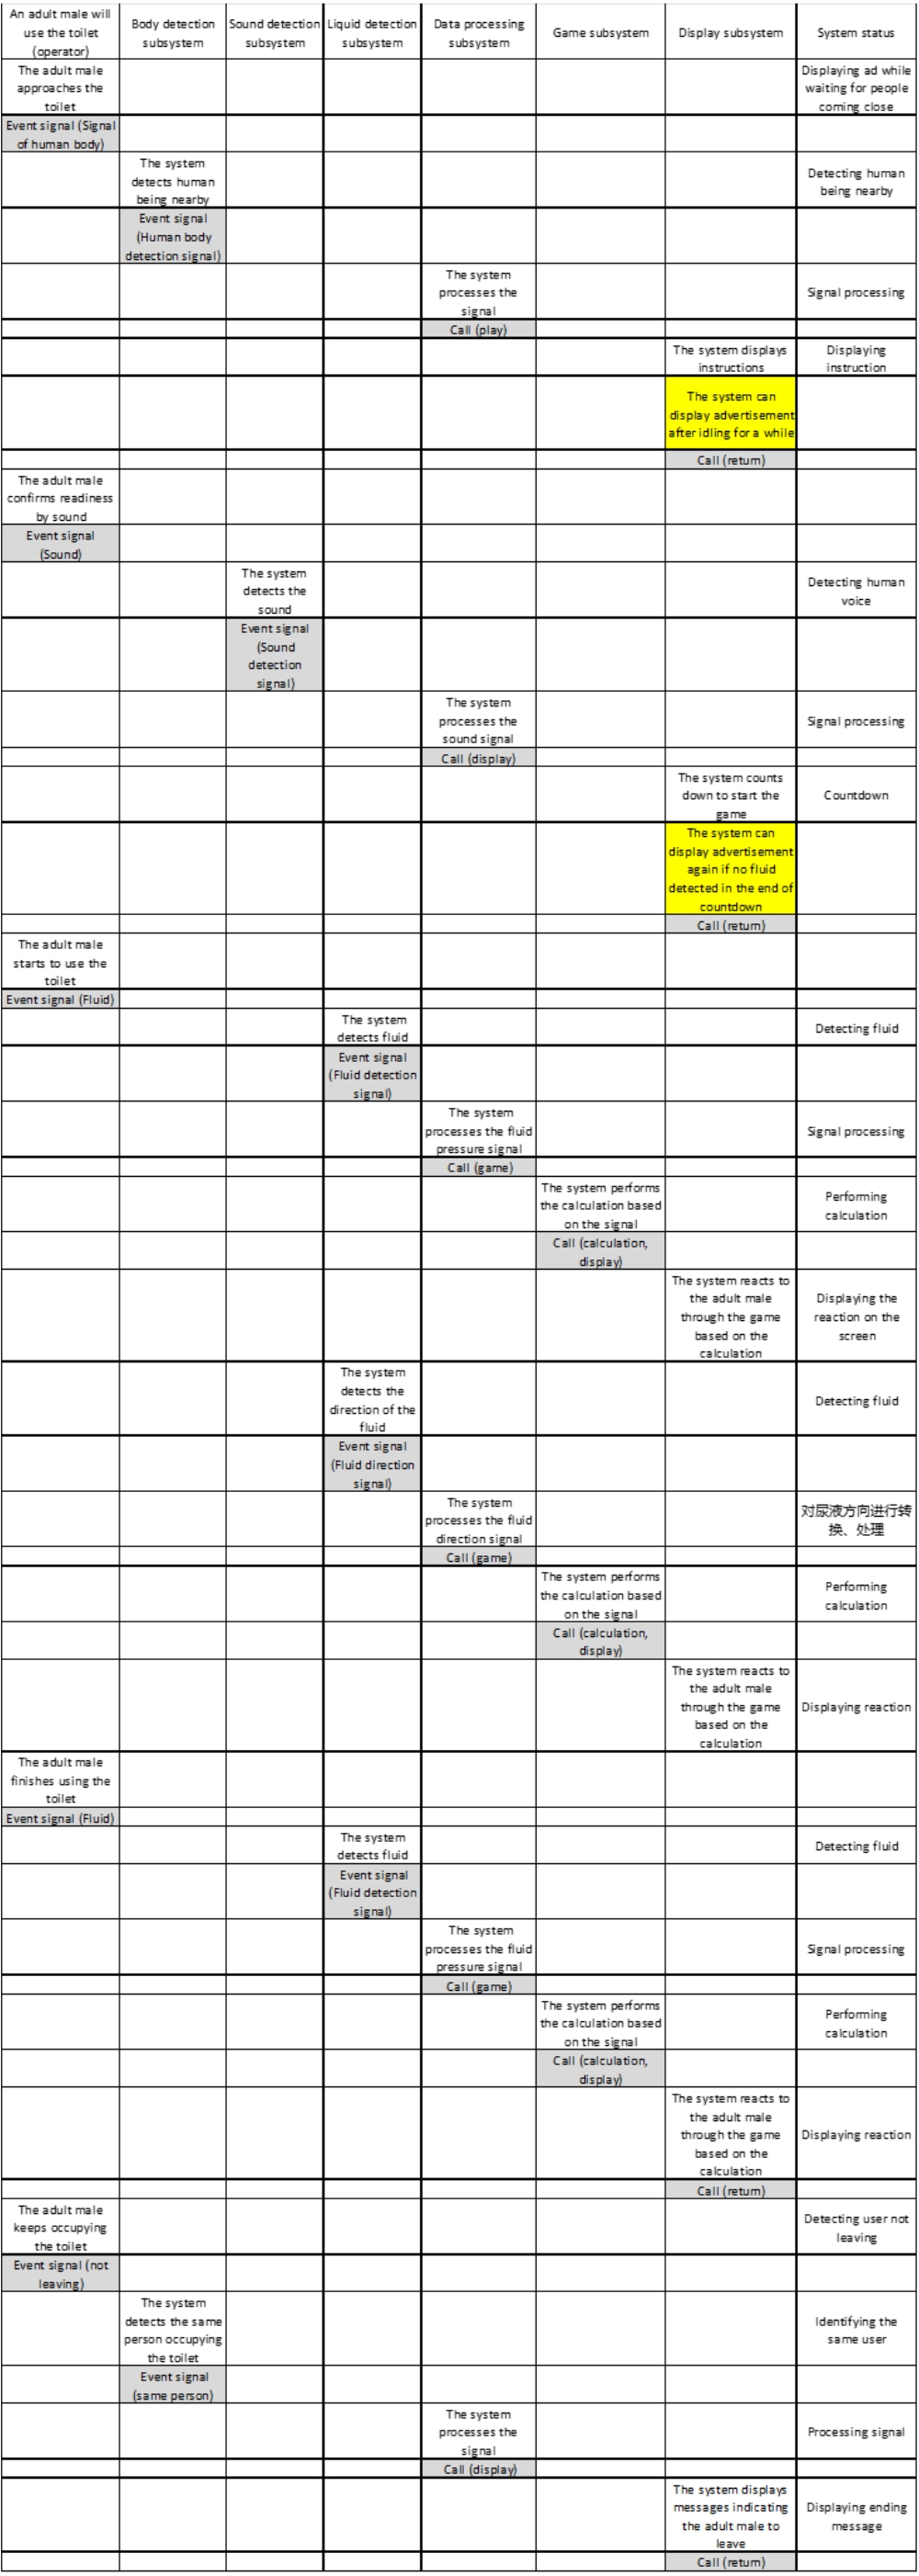 An adult male will
use the toilet
(operator)
Body detection
subsystem
Sound detection
subsystem
Liquid detection
subsystem
Data processing
subsystem
Game subsystem
Display subsystem
System status
The adult male
approaches the
toilet
Displaying ad while
waiting for people
coming close
Event signal (Signal
of human body)
The system
detects human
being nearby
Detecting human
being nearby
Event signal
(Human body
detection signal)
The system
processes the
signal
Signal processing
Call (play)
The system displays
instructions
Displaying
instruction
The system can
display advertisement
after idling for a while
Call (return)
The adult male
confirms readiness
by sound
Event signal
(Sound)
The system
detects the
sound
Detecting human
voice
Event signal
(Sound
detection
signal)
The system
processes the
sound signal
Signal processing
Call (display)
The system counts
down to start the
game
Countdown
The system can
display advertisement
again if no fluid
detected in the end of
countdown
Call (return)
The adult male
starts to use the
toilet
Event signal (Fluid)
The system
detects fluid
Detecting fluid
Event signal
(Fluid detection
signal)
The system
processes the fluid
pressure signal
Signal processing
Call (game)
The system performs
the calculation based
on the signal
Performing
calculation
Call (calculation,
display)
The system reacts to
the adult male
through the game
based on the
calculation
Displaying the
reaction on the
screen
The system
detects the
direction of the
fluid
Detecting fluid
Event signal
(Fluid direction
signal)
The system
processes the fluid
direction signal
对尿液方向进行转
换、处理
Call (game)
The system performs
the calculation based
on the signal
Performing
calculation
Call (calculation,
display)
The system reacts to
the adult male
through the game
based on the
calculation
Displaying reaction
The adult male
finishes using the
toilet
Event signal (Fluid)
The system
detects fluid
Detecting fluid
Event signal
(Fluid detection
signal)
The system
processes the fluid
pressure signal
Signal processing
Call (game)
The system performs
the calculation based
on the signal
Performing
calculation
Call (calculation,
display)
The system reacts to
the adult male
through the game
based on the
calculation
Displaying reaction
Call (return)
The adult male
keeps occupying
the toilet
Detecting user not
leaving
Event signal (not
leaving)
The system
detects the same
person occupying
the toilet
Identifying the
same user
Event signal
(same person)
The system
processes the
signal
Processing signal
Call (display)
The system displays
messages indicating
the adult male to
leave
Displaying ending
message
Call (return)